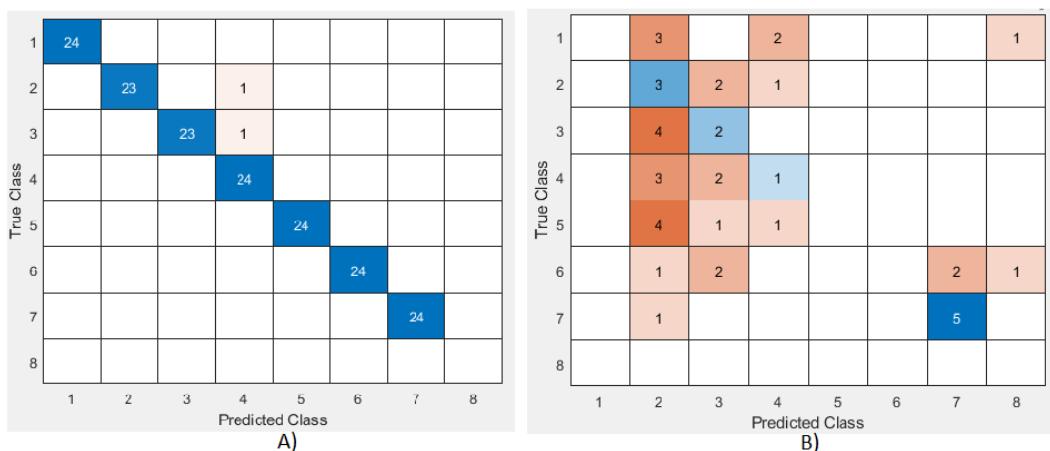 1 24
2 23 1
3 23 1
4 24
5 24
6 24
7 24
8
1 2 3 4 5 6 7 8
True Class
Predicted Class
A)
1 3 2 1
2 3 2 1
3 4 2
4 3 2 1
5 4 1 1
6 1 2 2 1
7 1 5
8
1 2 3 4 5 6 7 8
True Class
Predicted Class
B)